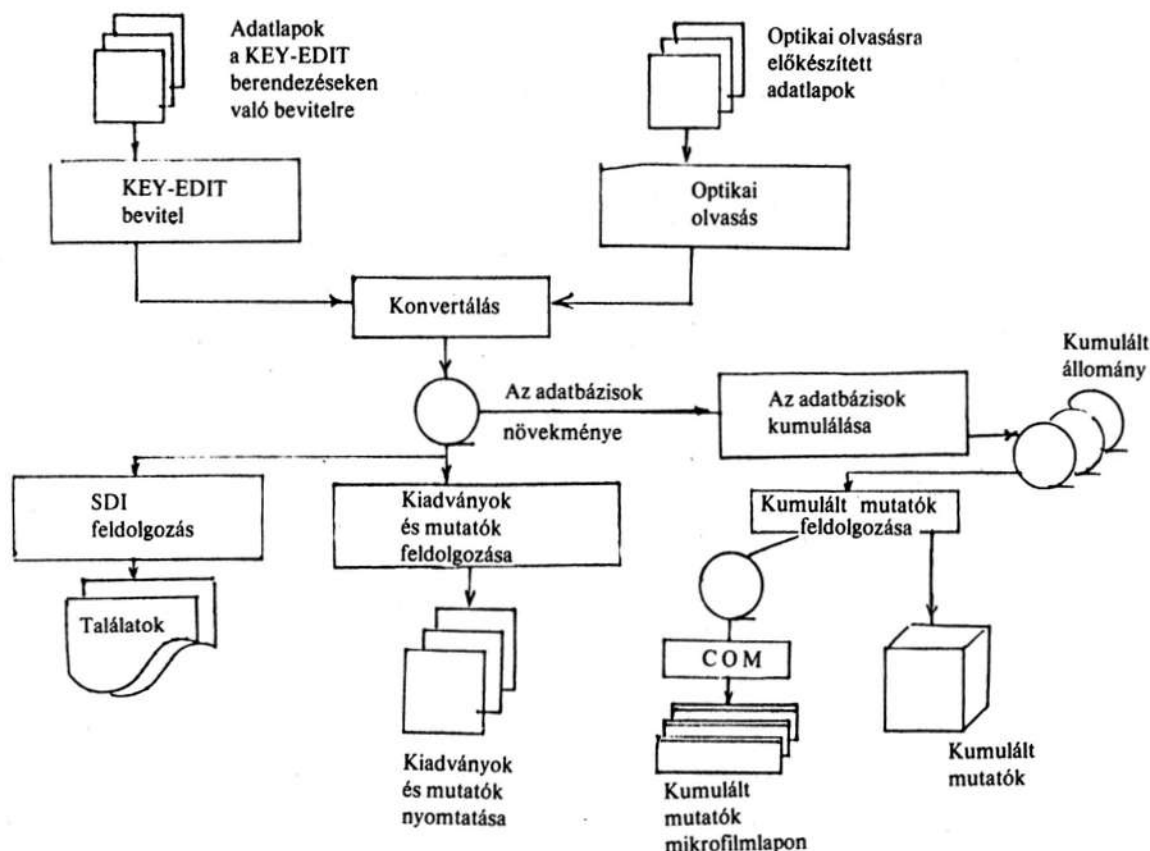 Adatlapok
a KEY-EDIT
berendezéseken
való bevitelre
Optikai olvasásra
előkészített
adatlapok
KEY-EDIT
bevitel
Optikai
olvasás
Konvertálás
Az adatbázisok
növekménye
Az adatbázisok
kumulálása
Kumulált
állomány
SDI
feldolgozás
Kiadványok
és mutatók
feldolgozása
Kumulált mutatók
feldolgozása
Találatok
COM
Kiadványok
és mutatók
nyomtatása
Kumulált
mutatók
mikrofilmlapon
Kumulált
mutatók